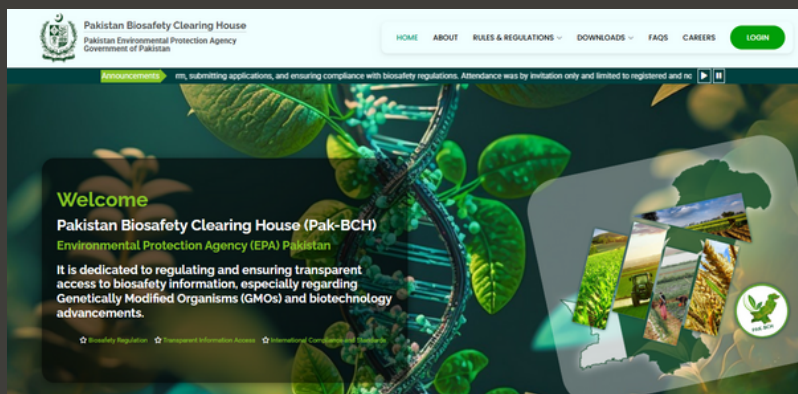 Pakistan Biosafety Clearing House
Pakistan Environmental Protection Agency
Government of Pakistan
HOME ABOUT RULES & REGULATIONS DOWNLOADS FAQS CAREERS LOGIN
Announcements rm, submitting applications, and ensuring compliance with biosafety regulations. Attendance was by invitation only and limited to registered and no
Welcome
Pakistan Biosafety Clearing House (Pak-BCH)
Environmental Protection Agency (EPA) Pakistan
It is dedicated to regulating and ensuring transparent
access to biosafety information, especially regarding
Genetically Modified Organisms (GMOs) and biotechnology
advancements.
Biosafety Regulation Transparent Information Access International Compliance and Standards
PAK-BCH